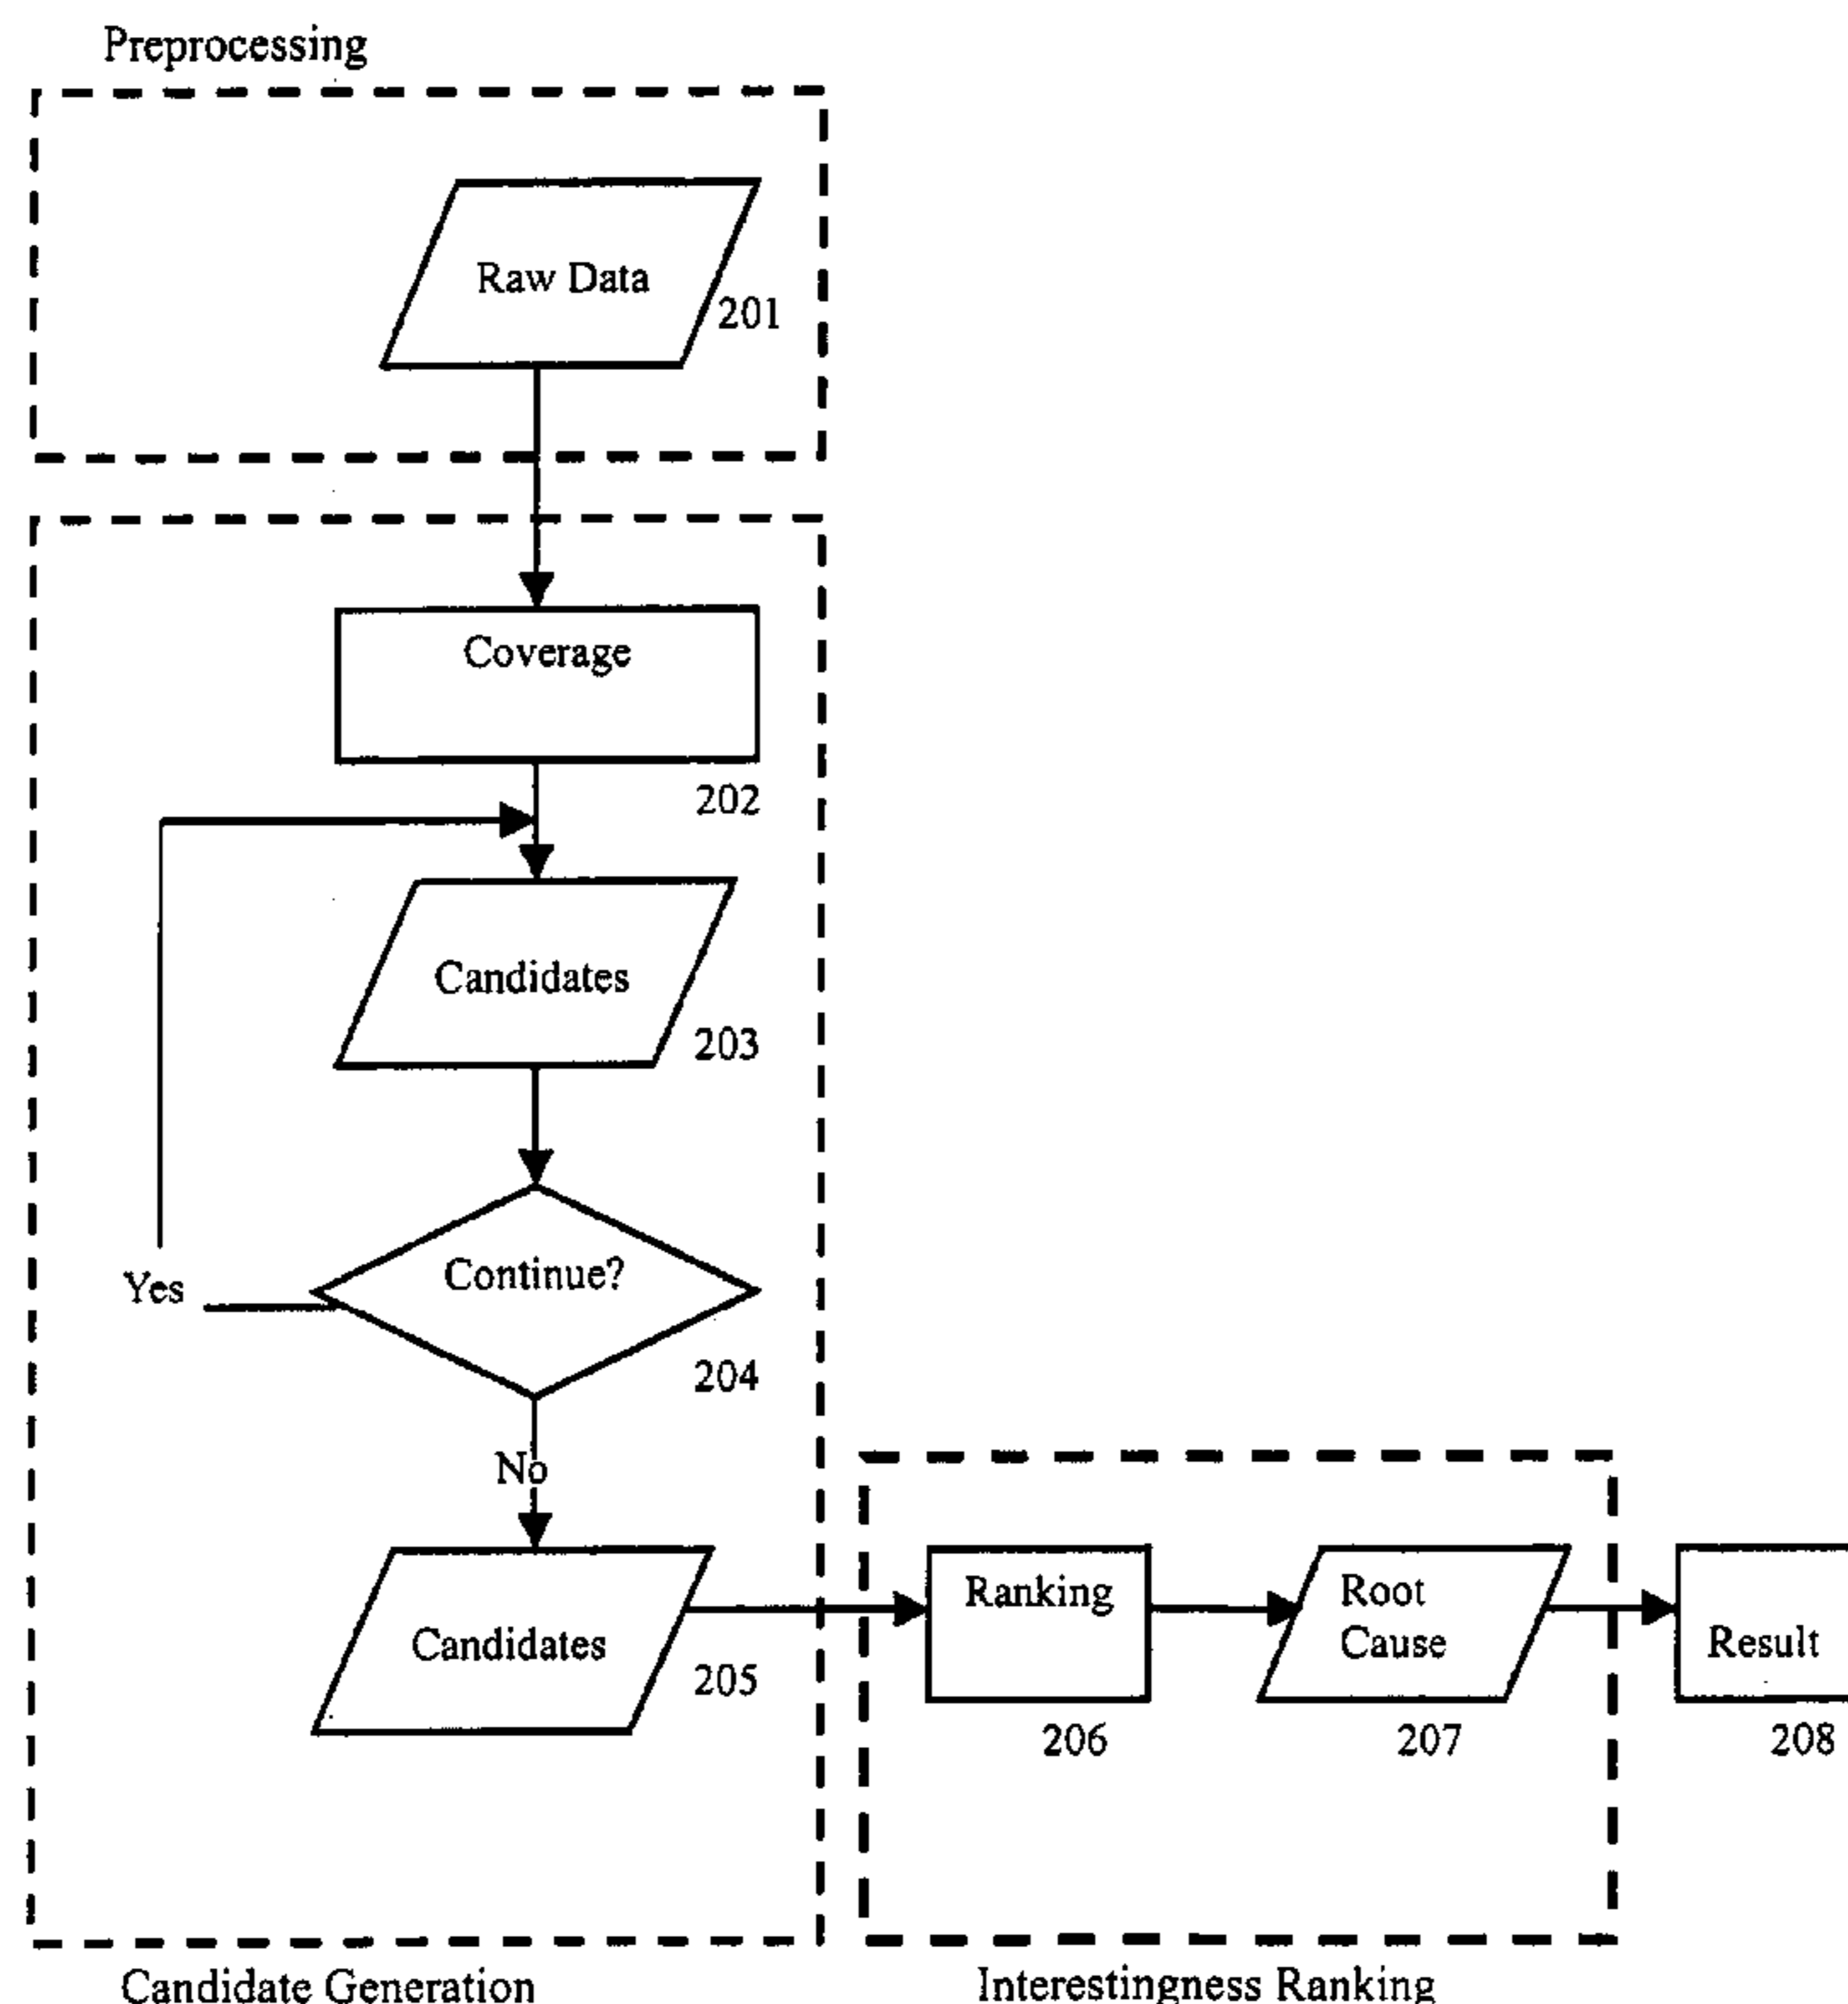 Preprocessing
Raw Data
201
Coverage
202
Candidates
203
Continue?
Yes
204
No
Candidates
205
Ranking
206
Root
Cause
207
Result
208
Candidate Generation
Interestingness Ranking